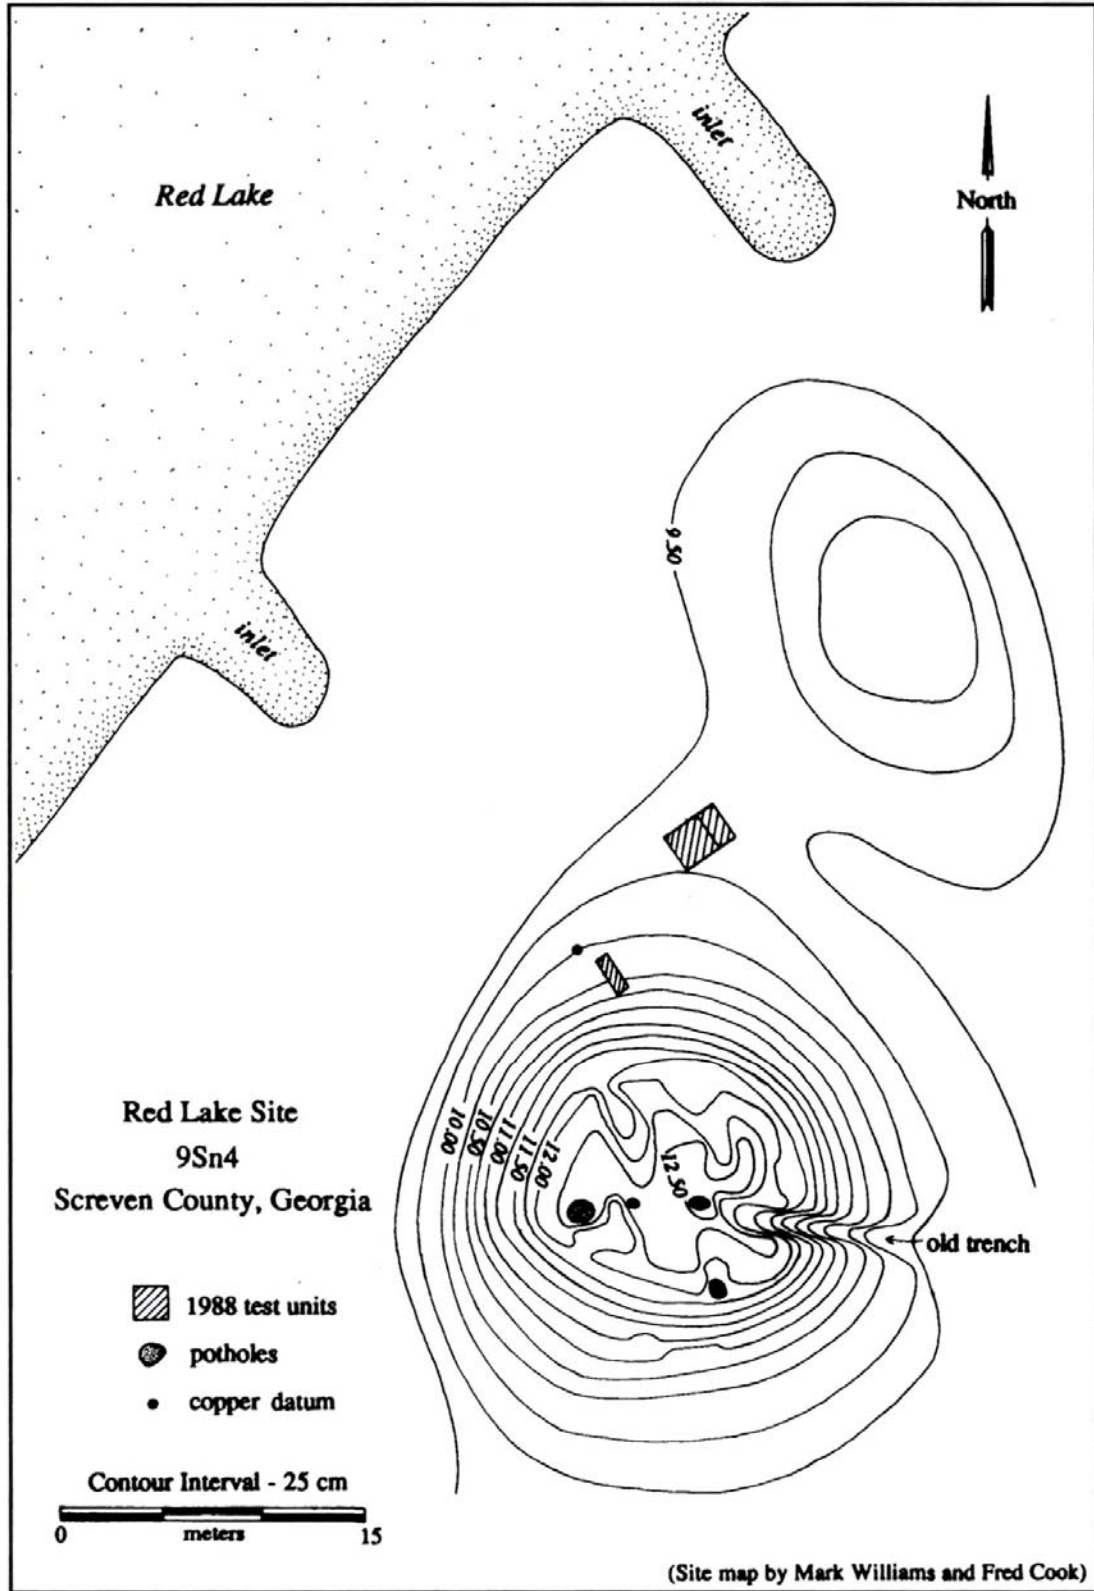 inlet
Red Lake
North
9.50
inlet
10.00
10.50
11.00
11.50
12.00
12.50
Red Lake Site
9Sn4
Screven County, Georgia
old trench
1988 test units
potholes
copper datum
Contour Interval - 25 cm
0 meters 15
(Site map by Mark Williams and Fred Cook)